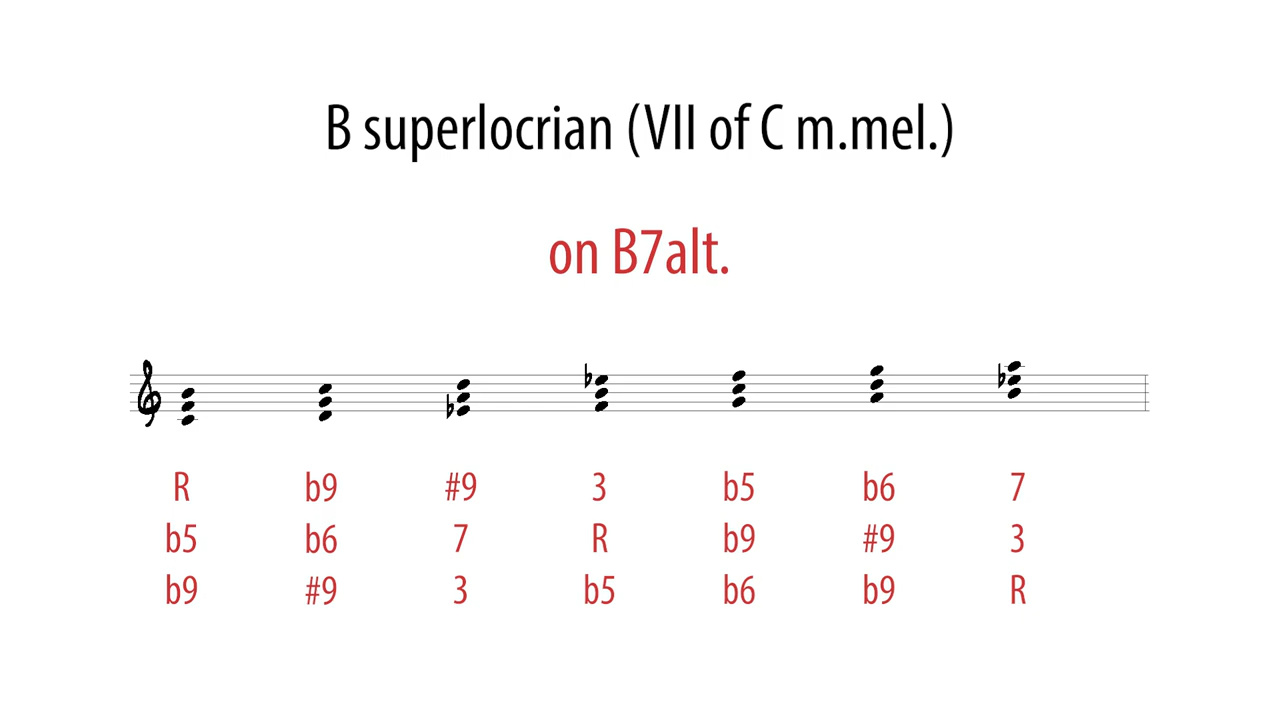 B superlocrian (VII of C m.mel.)
on B7alt.
R b9 #9 3 b5 b6 7
b5 b6 7 R b9 #9 3
b9 #9 3 b5 b6 b9 R